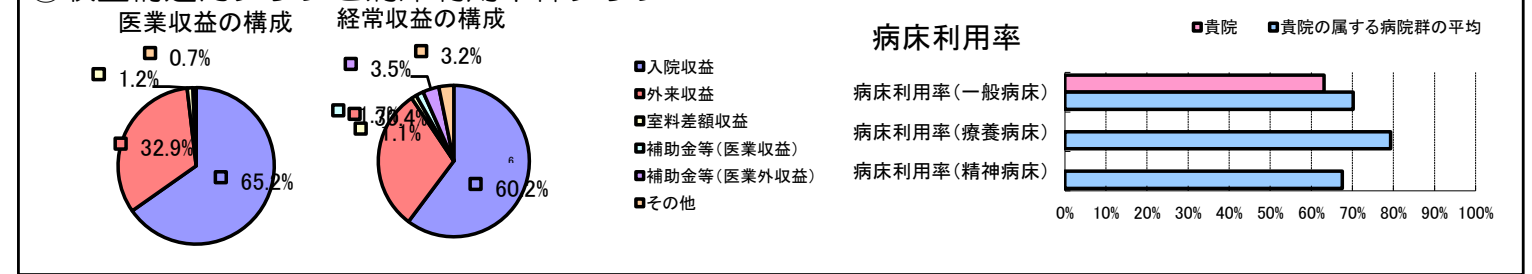 医業収益の構成
0.7%
1.2%
32.9%
65.2%
経常収益の構成
3.2%
3.5%
1.1%
60.2%
入院収益
外来収益
室料差額収益
補助金等(医業収益)
補助金等(医業外収益)
その他
病床利用率
貴院 貴院の属する病院群の平均
病床利用率(一般病床)
病床利用率(療養病床)
病床利用率(精神病床)
0% 10% 20% 30% 40% 50% 60% 70% 80% 90% 100%